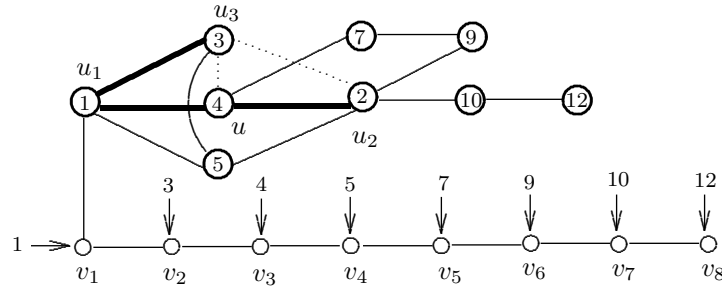 u₃
3 7 9
u₁
1 4 2 10 12
u u₂
5
3 4 5 7 9 10 12
1
v₁ v₂ v₃ v₄ v₅ v₆ v₇ v₈